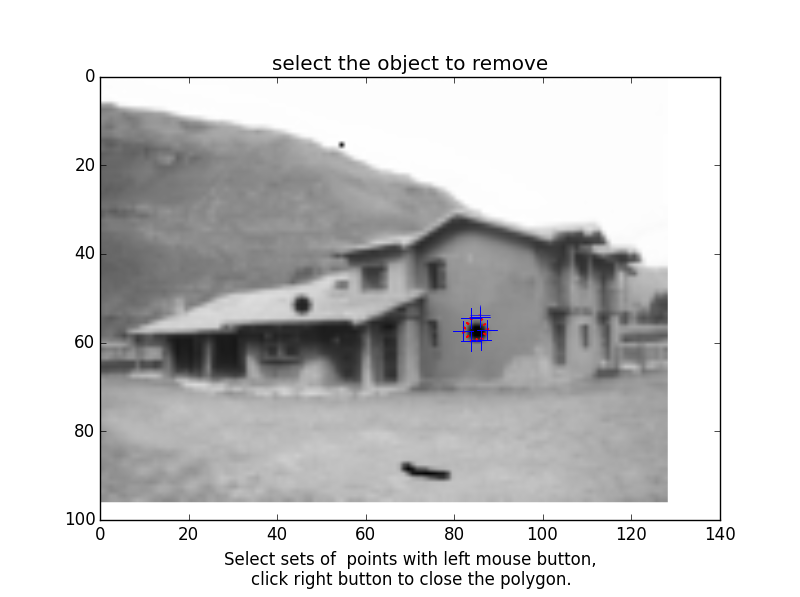 select the object to remove
0
20
40
60
80
100
0 20 40 60 80 100 120 140
Select sets of  points with left mouse button,
click right button to close the polygon.